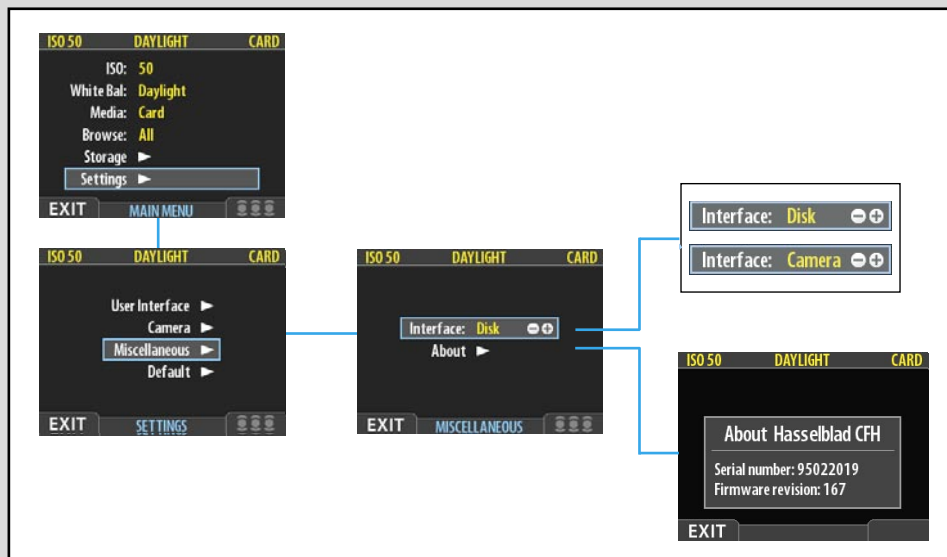 ISO 50 DAYLIGHT CARD
ISO: 50
White Bal: Daylight
Media: Card
Browse: All
Storage
Settings
EXIT MAIN MENU
ISO 50 DAYLIGHT CARD
User Interface
Camera
Miscellaneous
Default
EXIT SETTINGS
ISO 50 DAYLIGHT CARD
Interface: Disk
About
EXIT MISCELLANEOUS
Interface: Disk
Interface: Camera
ISO 50 DAYLIGHT CARD
About Hasselblad CFH
Serial number: 95022019
Firmware revision: 167
EXIT